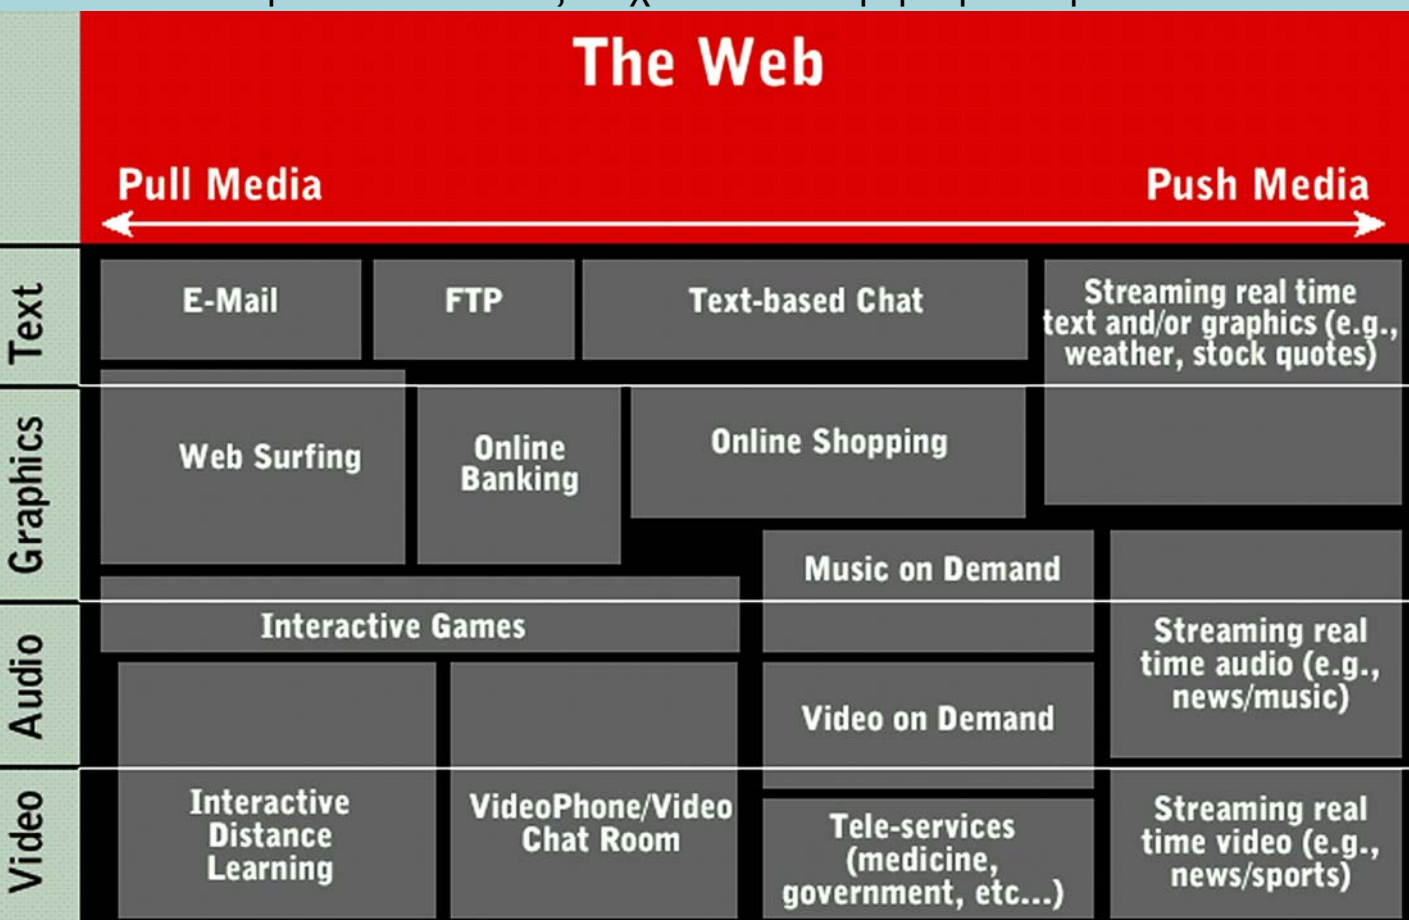 The Web
Pull Media
Push Media
Text
E-Mail
FTP
Text-based Chat
Streaming real time
text and/or graphics (e.g.,
weather, stock quotes)
Graphics
Web Surfing
Online
Banking
Online Shopping
Music on Demand
Audio
Interactive Games
Streaming real
time audio (e.g.,
news/music)
Video on Demand
Video
Interactive
Distance
Learning
VideoPhone/Video
Chat Room
Tele-services
(medicine,
government, etc...)
Streaming real
time video (e.g.,
news/sports)